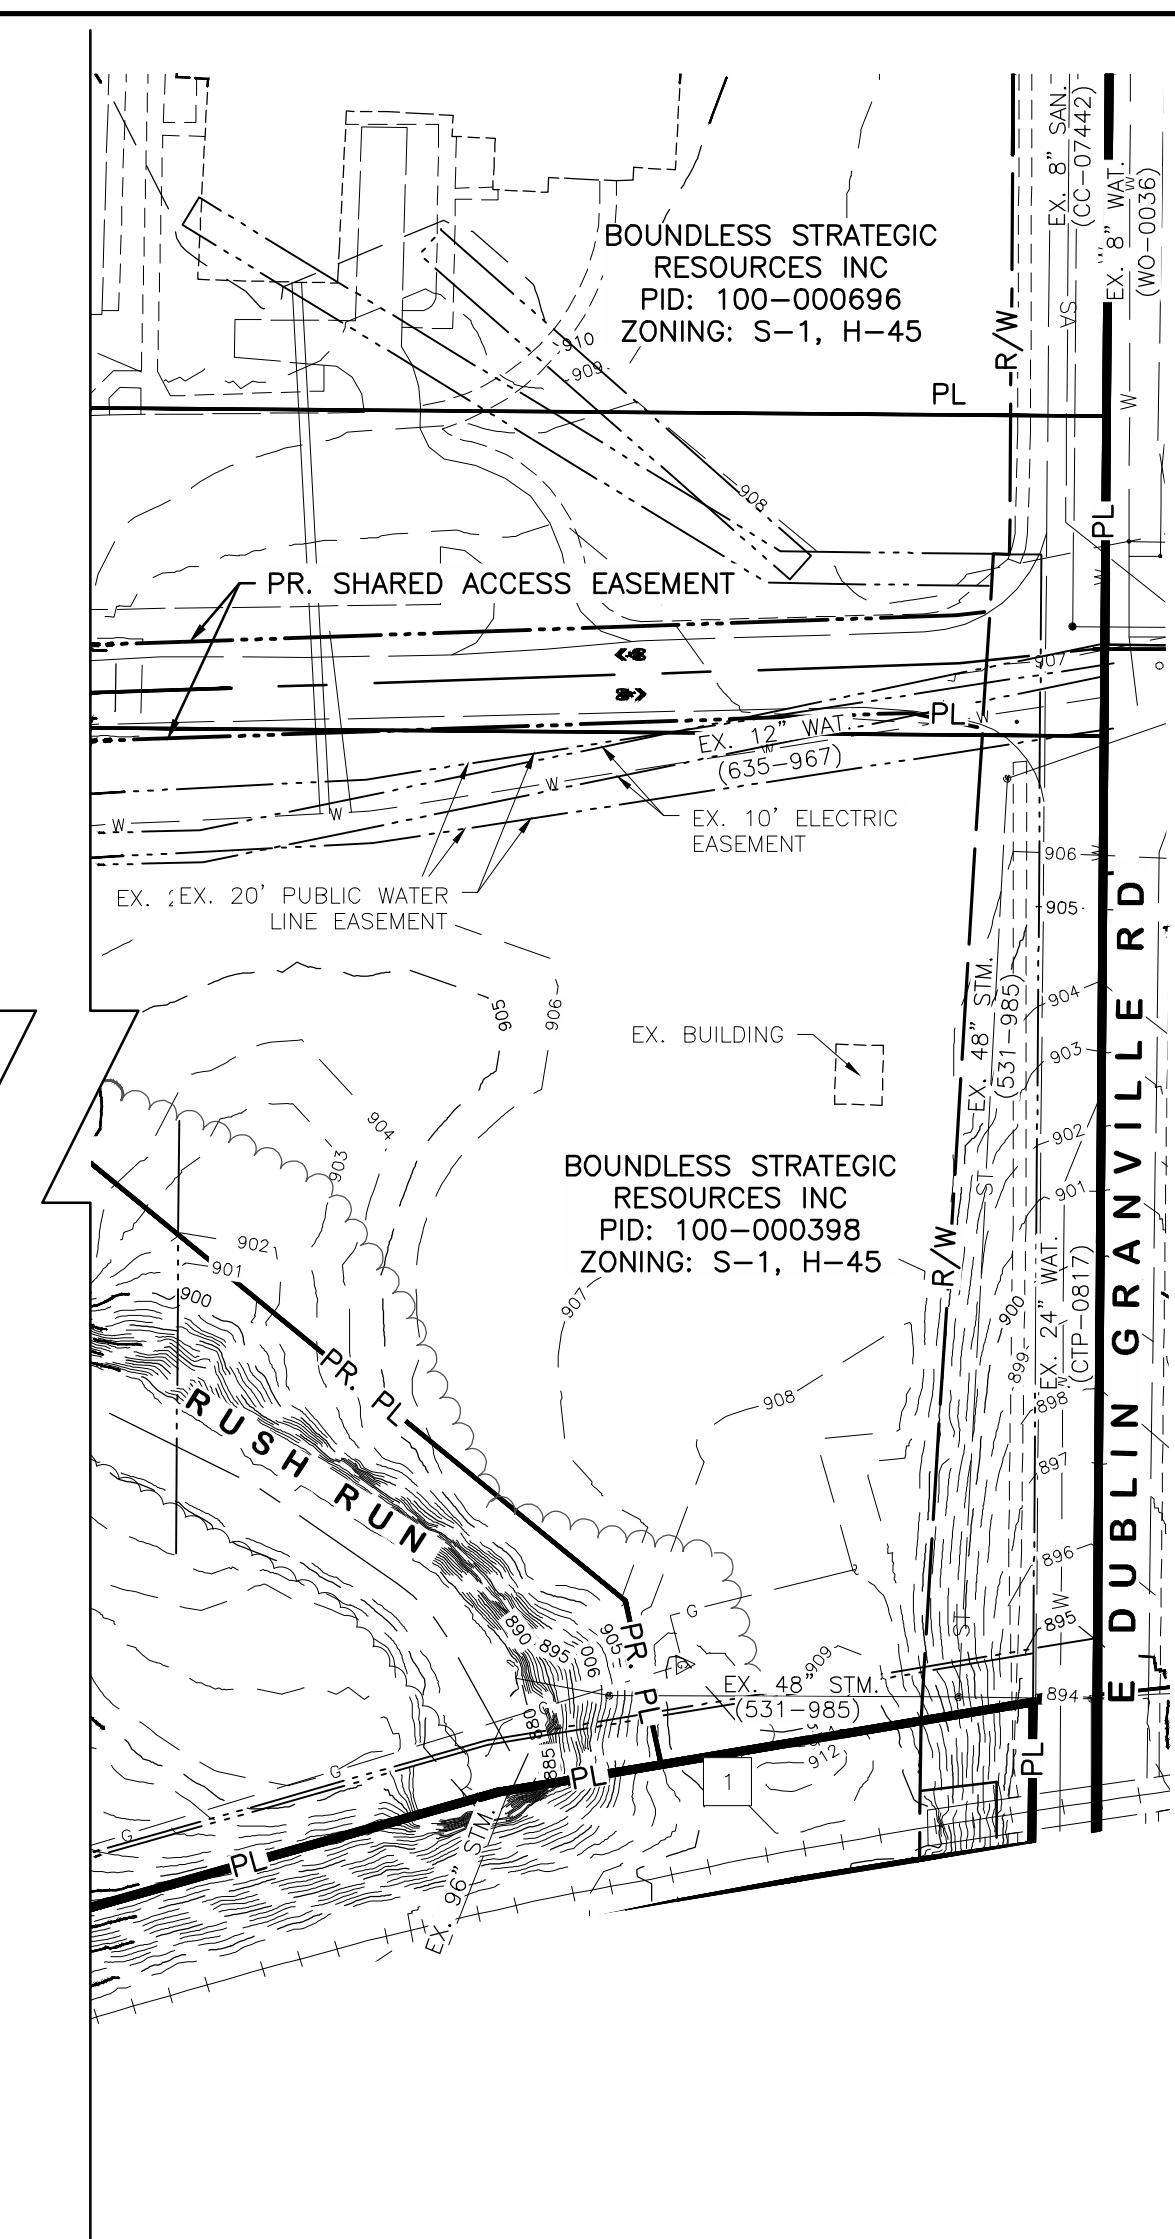 EX. 8" SAN.
(CC-07442)
EX. 8" WAT.
(WO-0036)
W
W
BOUNDLESS STRATEGIC
RESOURCES INC
PID: 100-000696
ZONING: S-1, H-45
R/W
SA
910
909
PL
W
908
PL
W
PR. SHARED ACCESS EASEMENT
907
PL
W
EX. 12" WAT.
W
(635-967)
W
W
W
EX. 10' ELECTRIC
EASEMENT
906
EX.
EX. 20' PUBLIC WATER
LINE EASEMENT
905
905
906
904
EX. 48" STM.
(531-985)
EX. BUILDING
903
904
902
903
BOUNDLESS STRATEGIC
RESOURCES INC
PID: 100-000398
ZONING: S-1, H-45
ST
901
R/W
902
901
900
907
900
EX. 24" WAT.
(CTP-0817)
E DUBLIN GRANVILLE RD
899
898
PR. PL
908
RUSH RUN
897
896
W
895
G
890
895
900
905
PR. PL
ST
909
G
EX. 48" STM.
(531-985)
894
880
885
912
G
PL
1
PL
G
PL
EX. 96" STM.